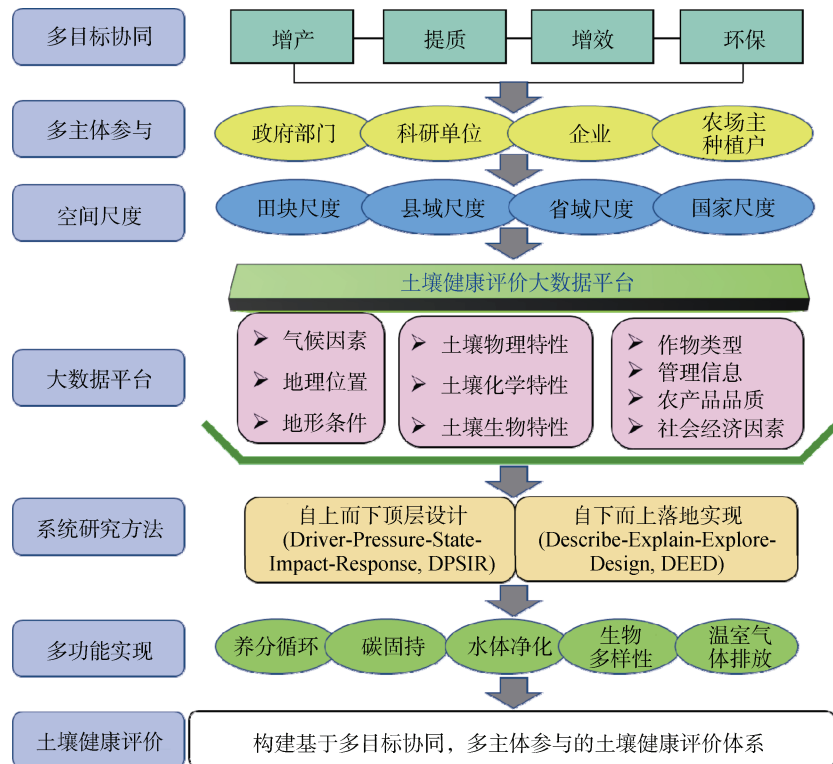 多目标协同
增产
提质
增效
环保
多主体参与
政府部门
科研单位
企业
农场主
种植户
空间尺度
田块尺度
县域尺度
省域尺度
国家尺度
土壤健康评价大数据平台
大数据平台
气候因素
地理位置
地形条件
土壤物理特性
土壤化学特性
土壤生物特性
作物类型
管理信息
农产品品质
社会经济因素
系统研究方法
自上而下顶层设计
(Driver-Pressure-State-
Impact-Response, DPSIR)
自下而上落地实现
(Describe-Explain-Explore-
Design, DEED)
多功能实现
养分循环
碳固持
水体净化
生物
多样性
温室气
体排放
土壤健康评价
构建基于多目标协同，多主体参与的土壤健康评价体系